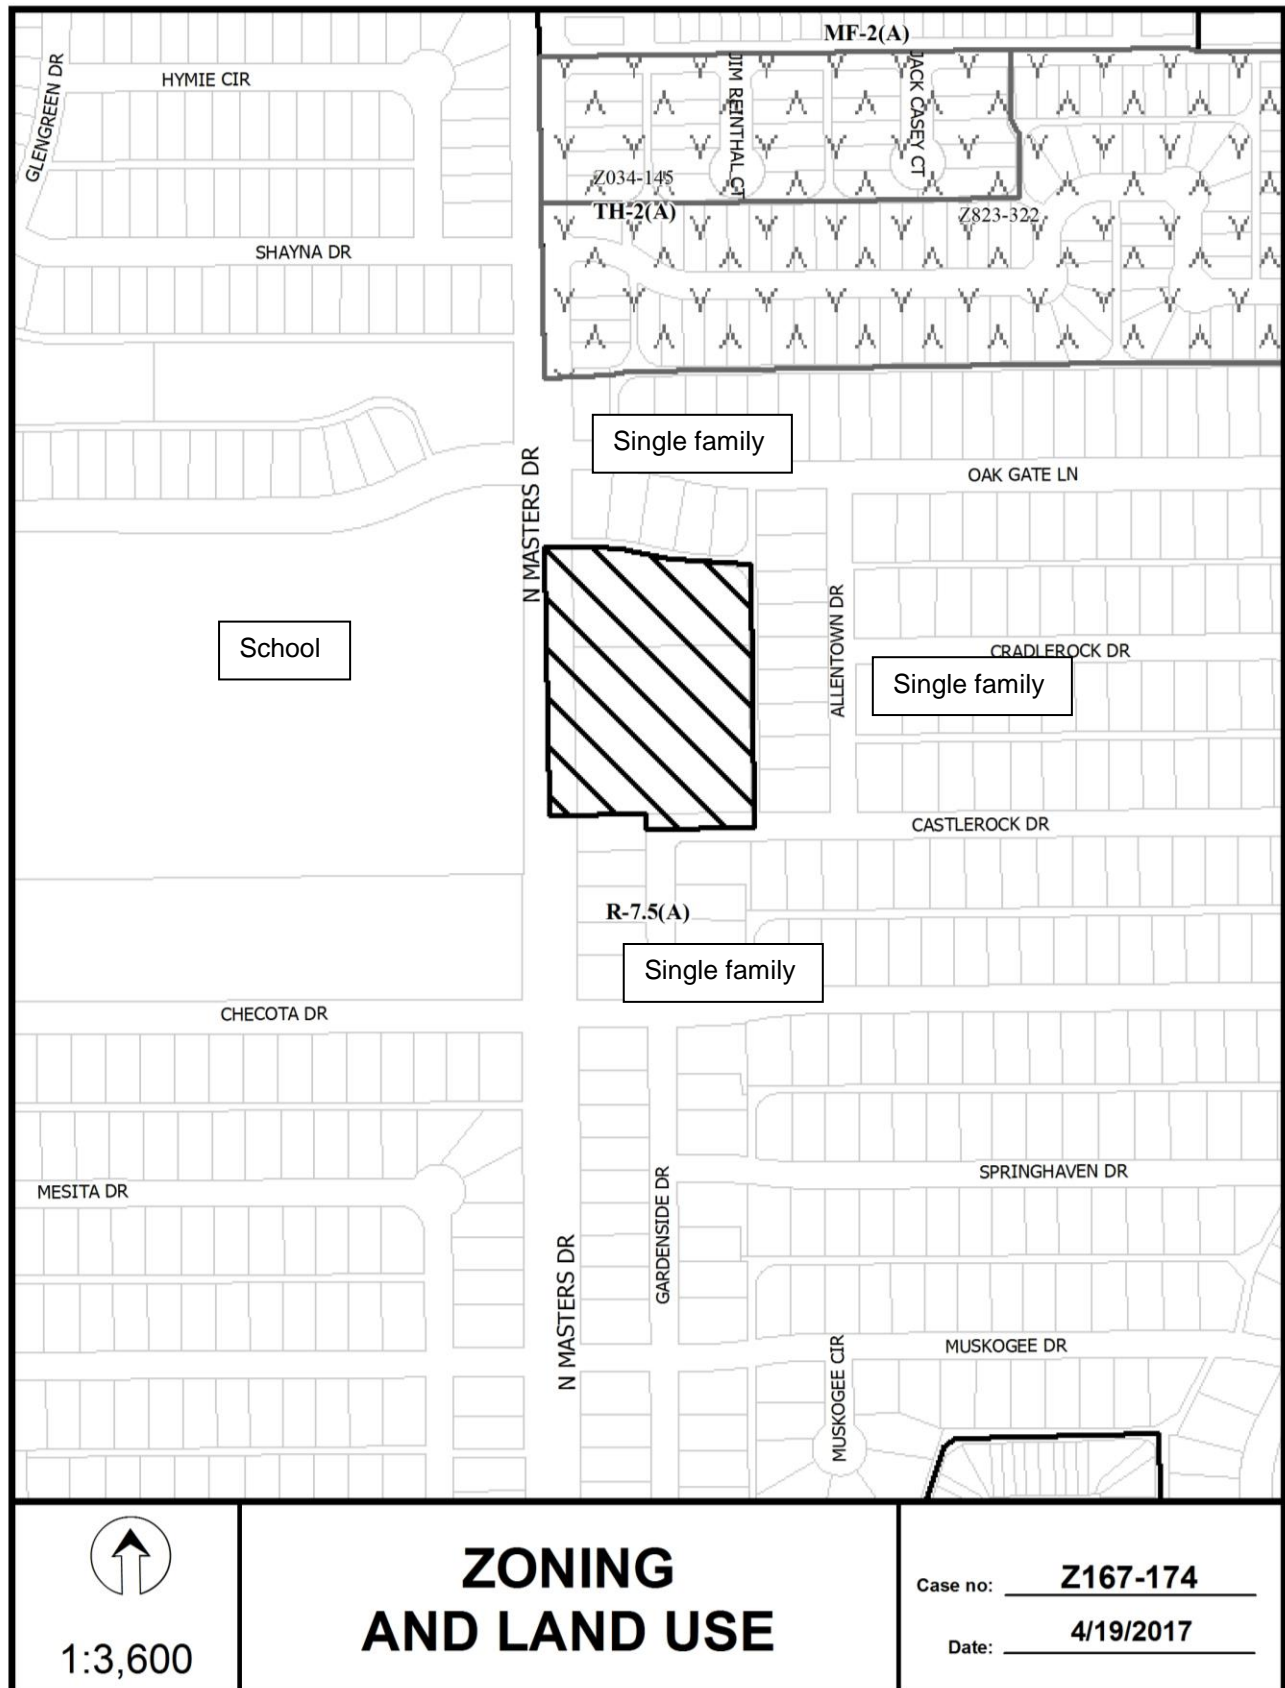 MF-2(A)
GLENGREEN DR
HYMIE CIR
JIM REINTHAL CT
JACK CASEY CT
Z034-145
TH-2(A)
Z823-322
SHAYNA DR
Single family
N MASTERS DR
OAK GATE LN
School
ALLENTOWN DR
CRADLEROCK DR
Single family
CASTLEROCK DR
R-7.5(A)
Single family
CHECOTA DR
MESITA DR
GARDENSIDE DR
SPRINGHAVEN DR
N MASTERS DR
MUSKOGEE CIR
MUSKOGEE DR
1:3,600
ZONING
AND LAND USE
Case no: Z167-174
Date: 4/19/2017